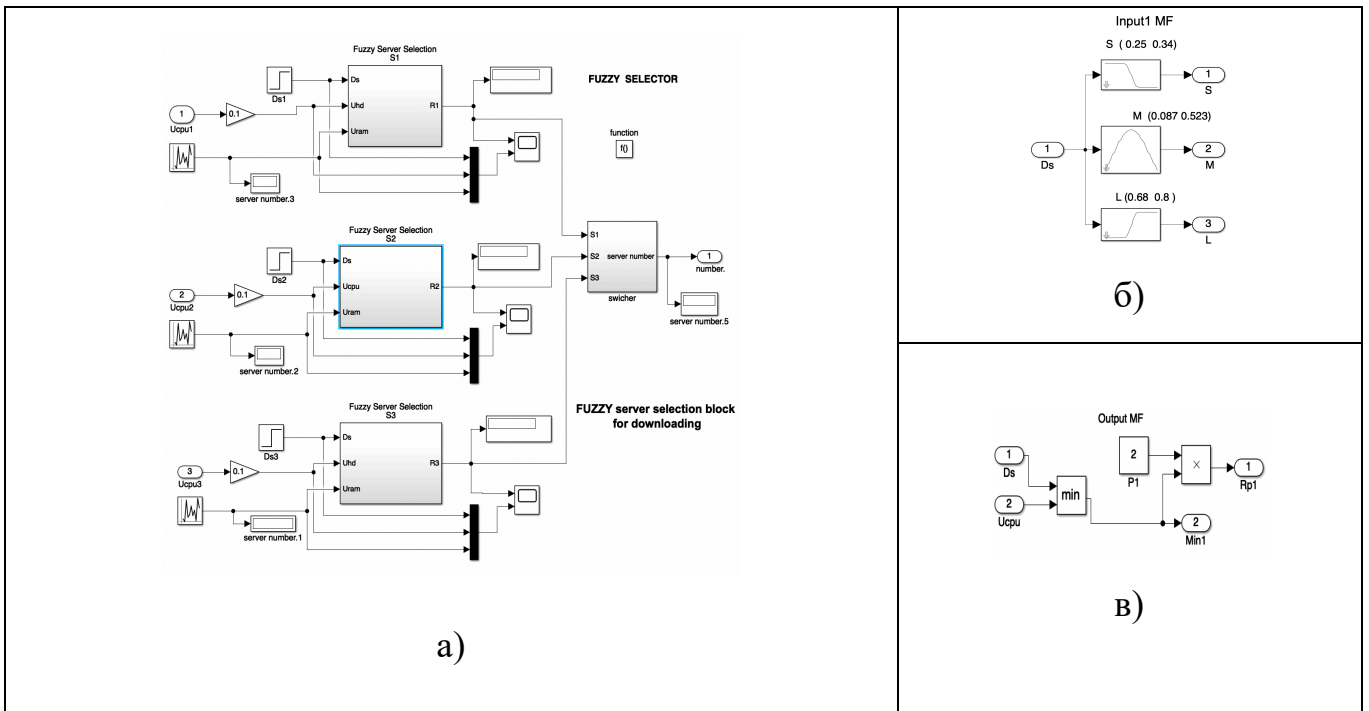 Fuzzy Server Selection
S1
Ds1
Ds
Uhd
Uram
R1
FUZZY SELECTOR
1
Ucpu1
0.1
function
f()
server number.3
Fuzzy Server Selection
S2
Ds2
Ds
Ucpu
Uram
R2
2
Ucpu2
0.1
S1
S2
S3
server number
swicher
1
number.
server number.5
server number.2
Fuzzy Server Selection
S3
FUZZY server selection block
for downloading
Ds3
Ds
Uhd
Uram
R3
3
Ucpu3
0.1
server number.1
а)
Input1 MF
S ( 0.25 0.34)
1
S
M (0.087 0.523)
1
Ds
2
M
L (0.68 0.8 )
3
L
б)
Output MF
1
Ds
2
P1
×
1
Rp1
min
2
Ucpu
2
Min1
в)